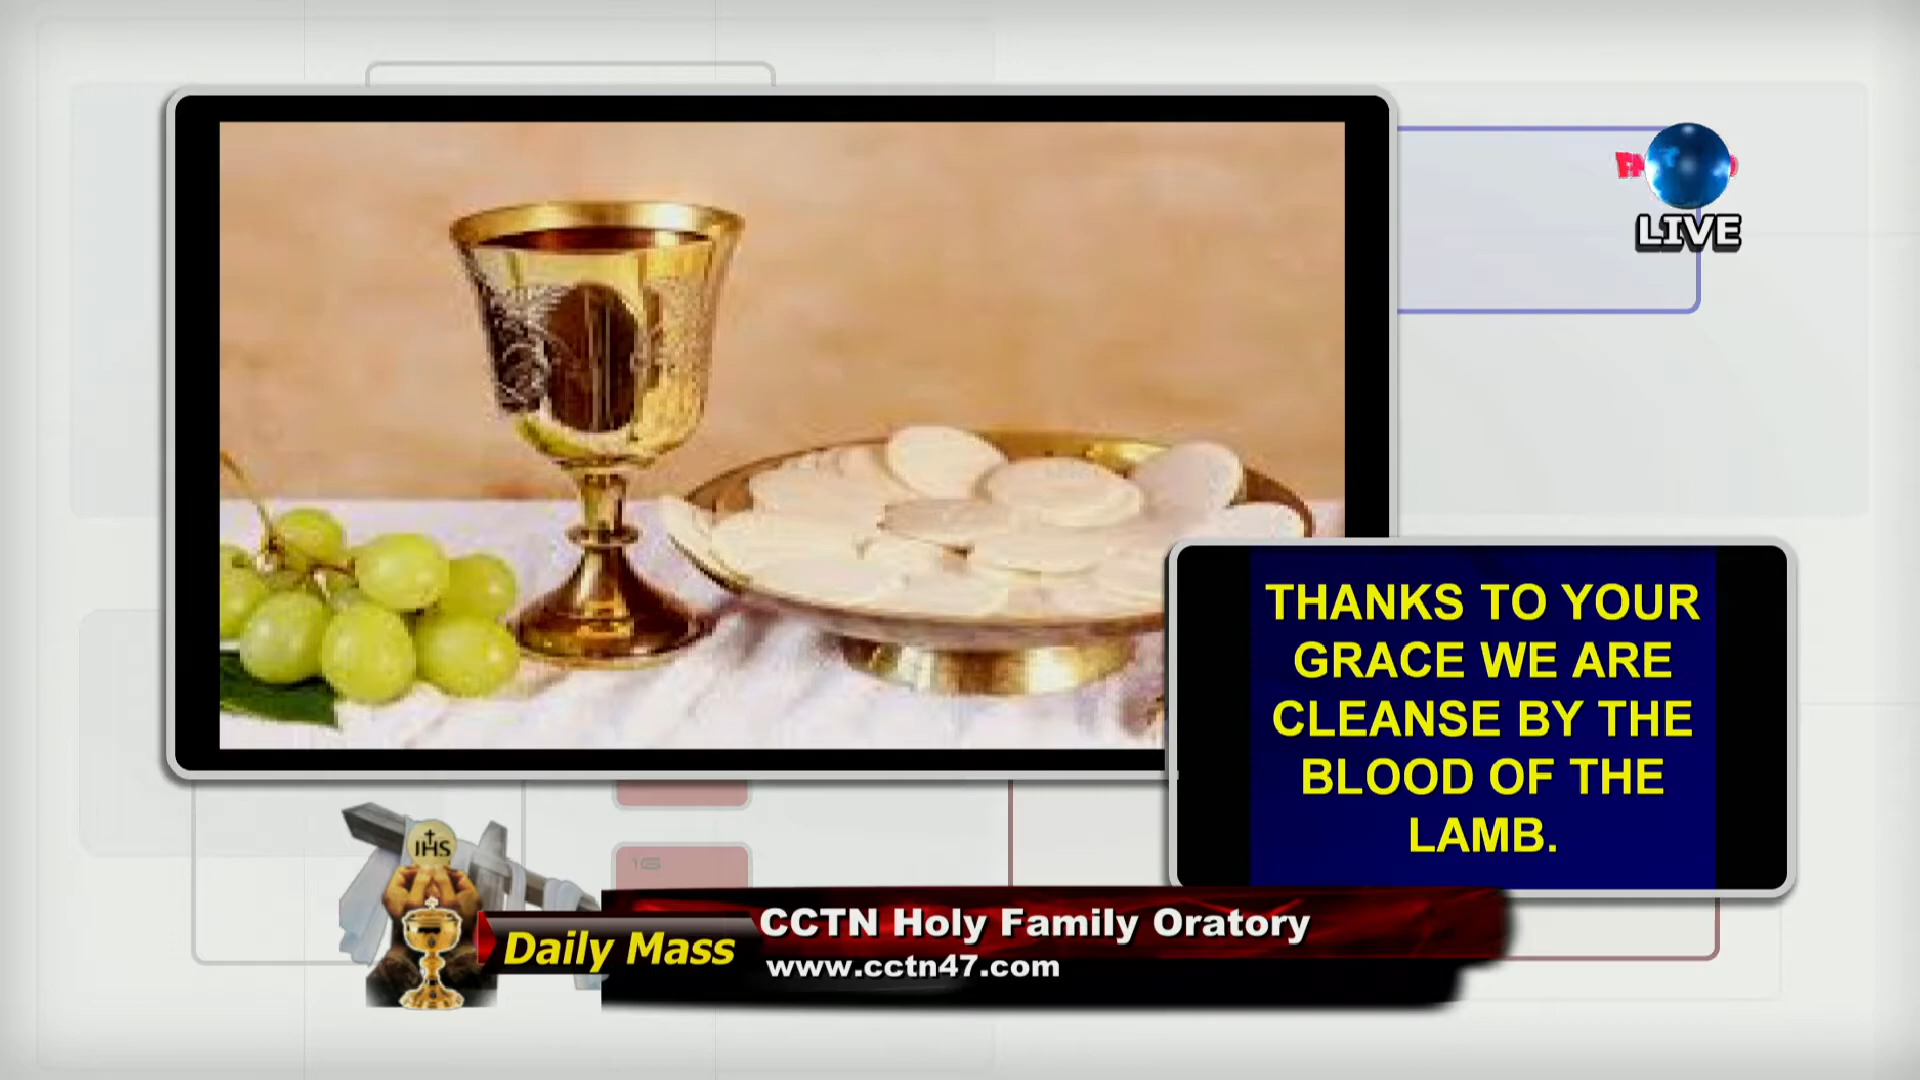 LIVE
THANKS TO YOUR
GRACE WE ARE
CLEANSE BY THE
BLOOD OF THE
LAMB.
IHS
Daily Mass
CCTN Holy Family Oratory
www.cctn47.com